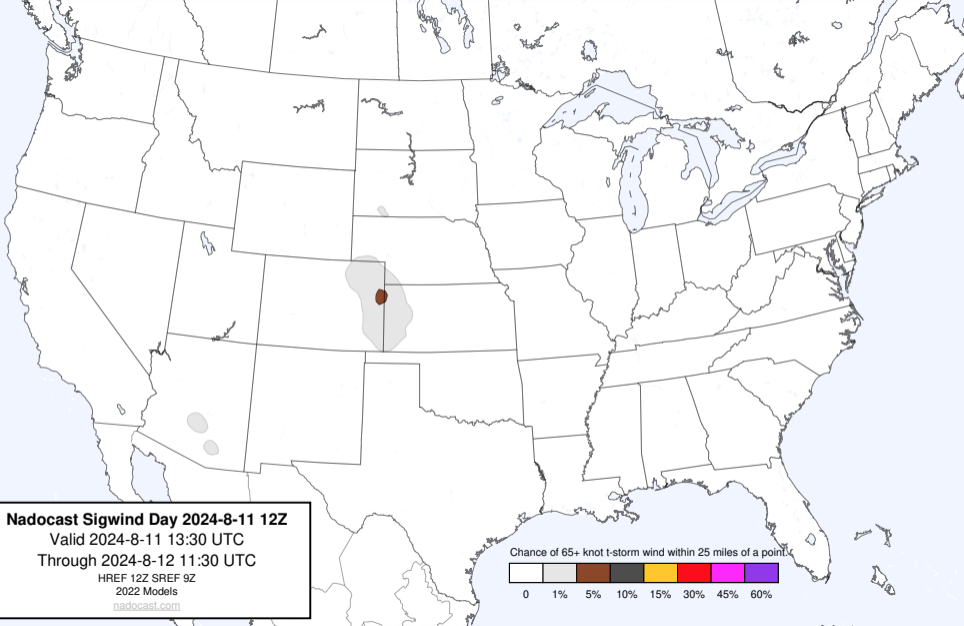 Nadocast Sigwind Day 2024-8-11 12Z
Valid 2024-8-11 13:30 UTC
Through 2024-8-12 11:30 UTC
HREF 12Z SREF 9Z
2022 Models
nadocast.com
Chance of 65+ knot t-storm wind within 25 miles of a point.
0 1% 5% 10% 15% 30% 45% 60%